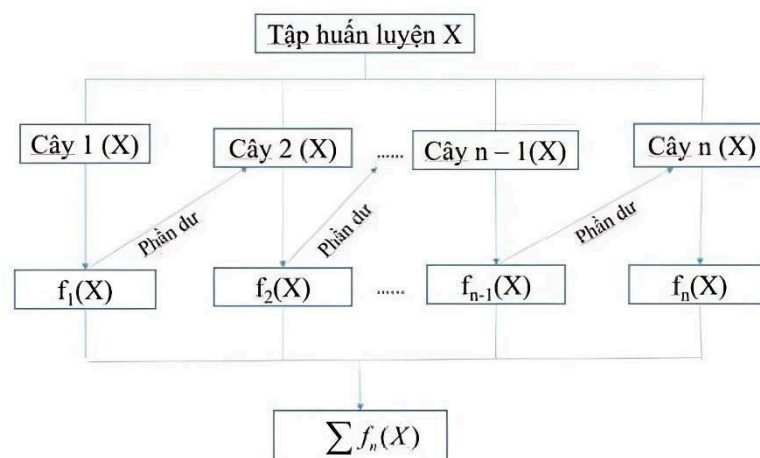 Tập huấn luyện X
Cây 1 (X)
Cây 2 (X)
......
Cây n – 1(X)
Cây n (X)
Phần dư
Phần dư
Phần dư
f₁(X)
f₂(X)
......
fₙ₋₁(X)
fₙ(X)
∑ fₙ(X)